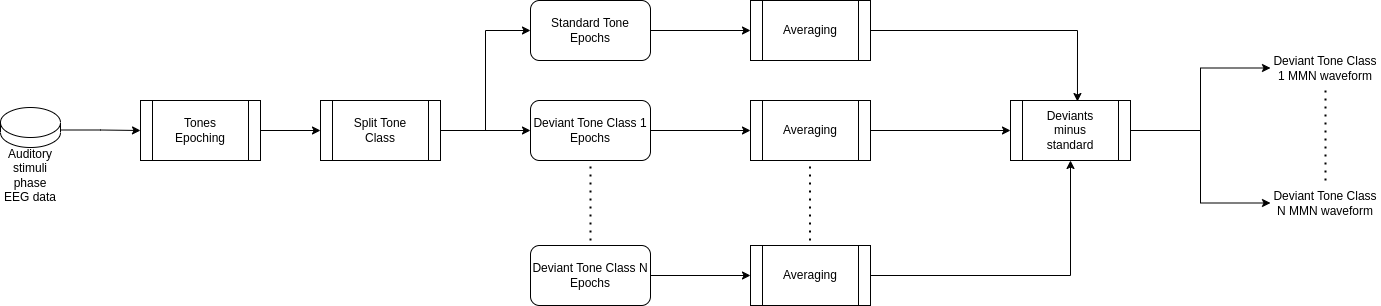 Standard Tone
Epochs
Averaging
Deviant Tone Class
1 MMN waveform
Auditory
stimuli
phase
EEG data
Tones
Epoching
Split Tone
Class
Deviant Tone Class 1
Epochs
Averaging
Deviants
minus
standard
Deviant Tone Class
N MMN waveform
Deviant Tone Class N
Epochs
Averaging